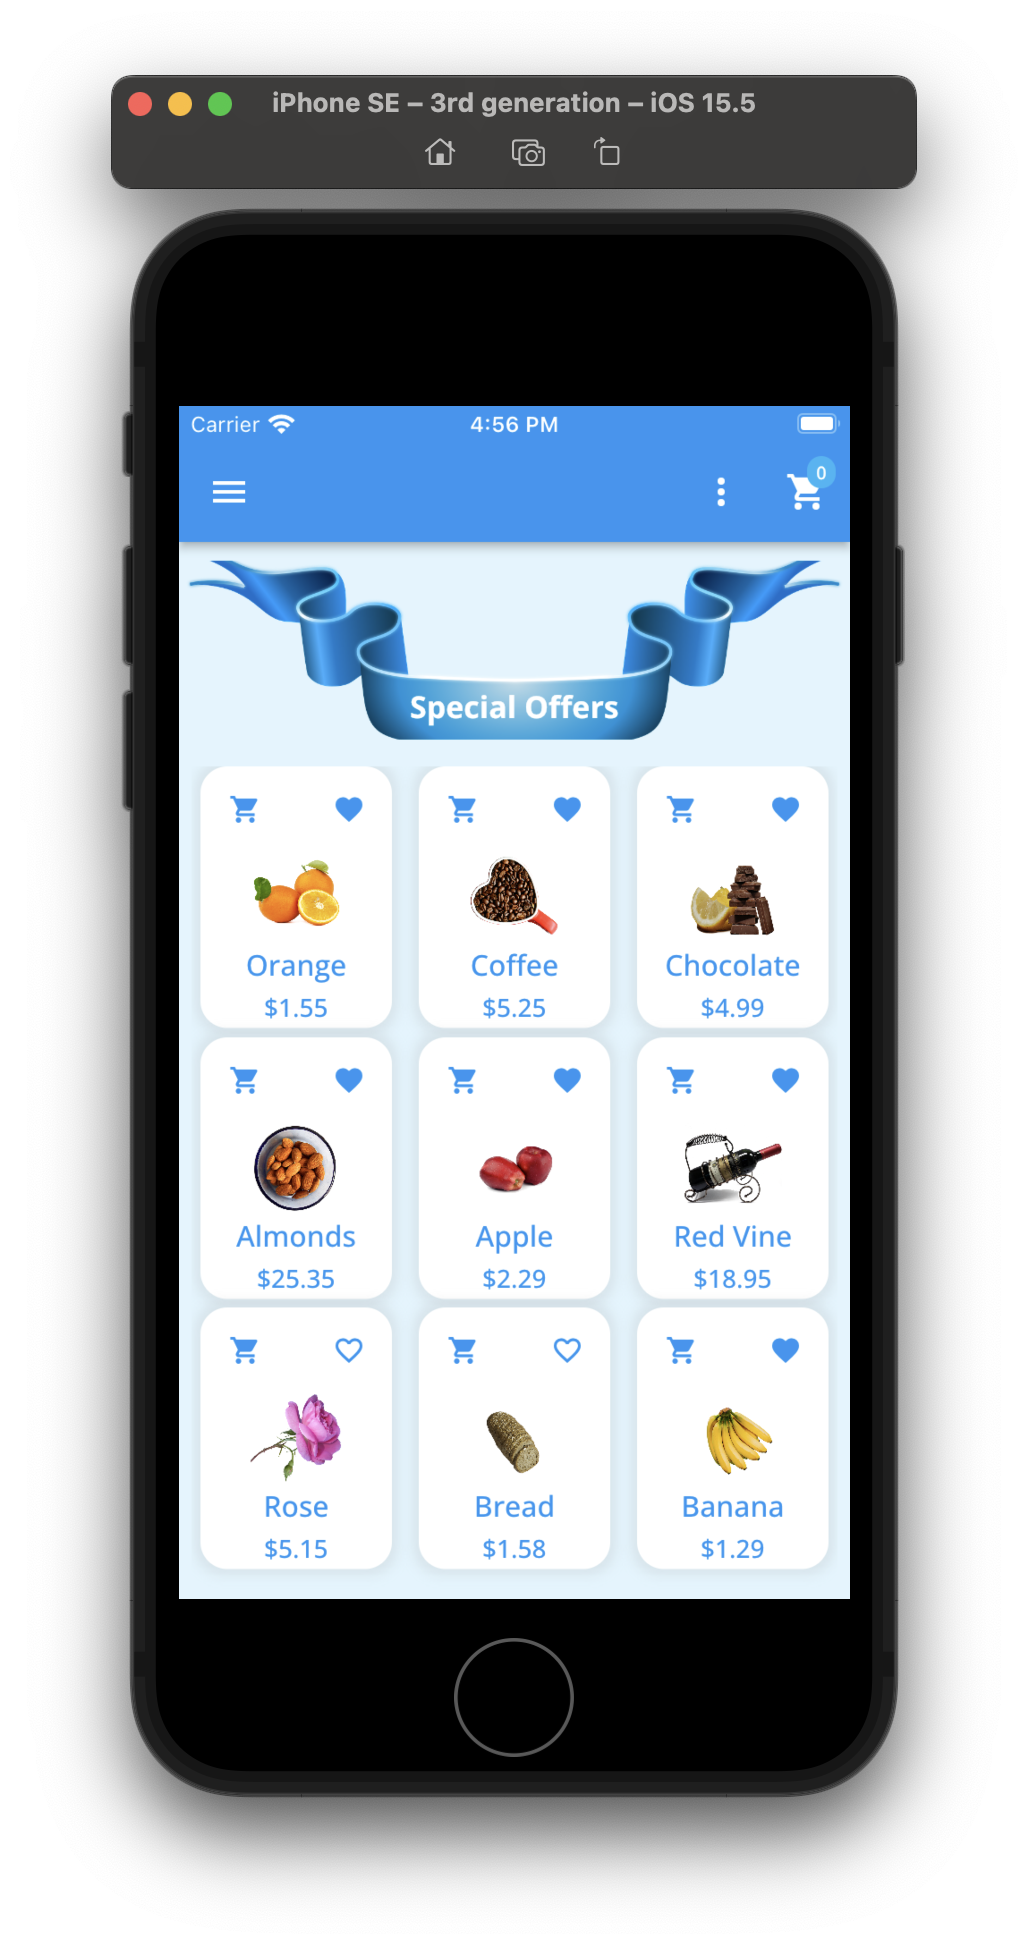 iPhone SE – 3rd generation – iOS 15.5
Carrier 4:56 PM
0
Special Offers
Orange Coffee Chocolate
$1.55 $5.25 $4.99
Almonds Apple Red Vine
$25.35 $2.29 $18.95
Rose Bread Banana
$5.15 $1.58 $1.29